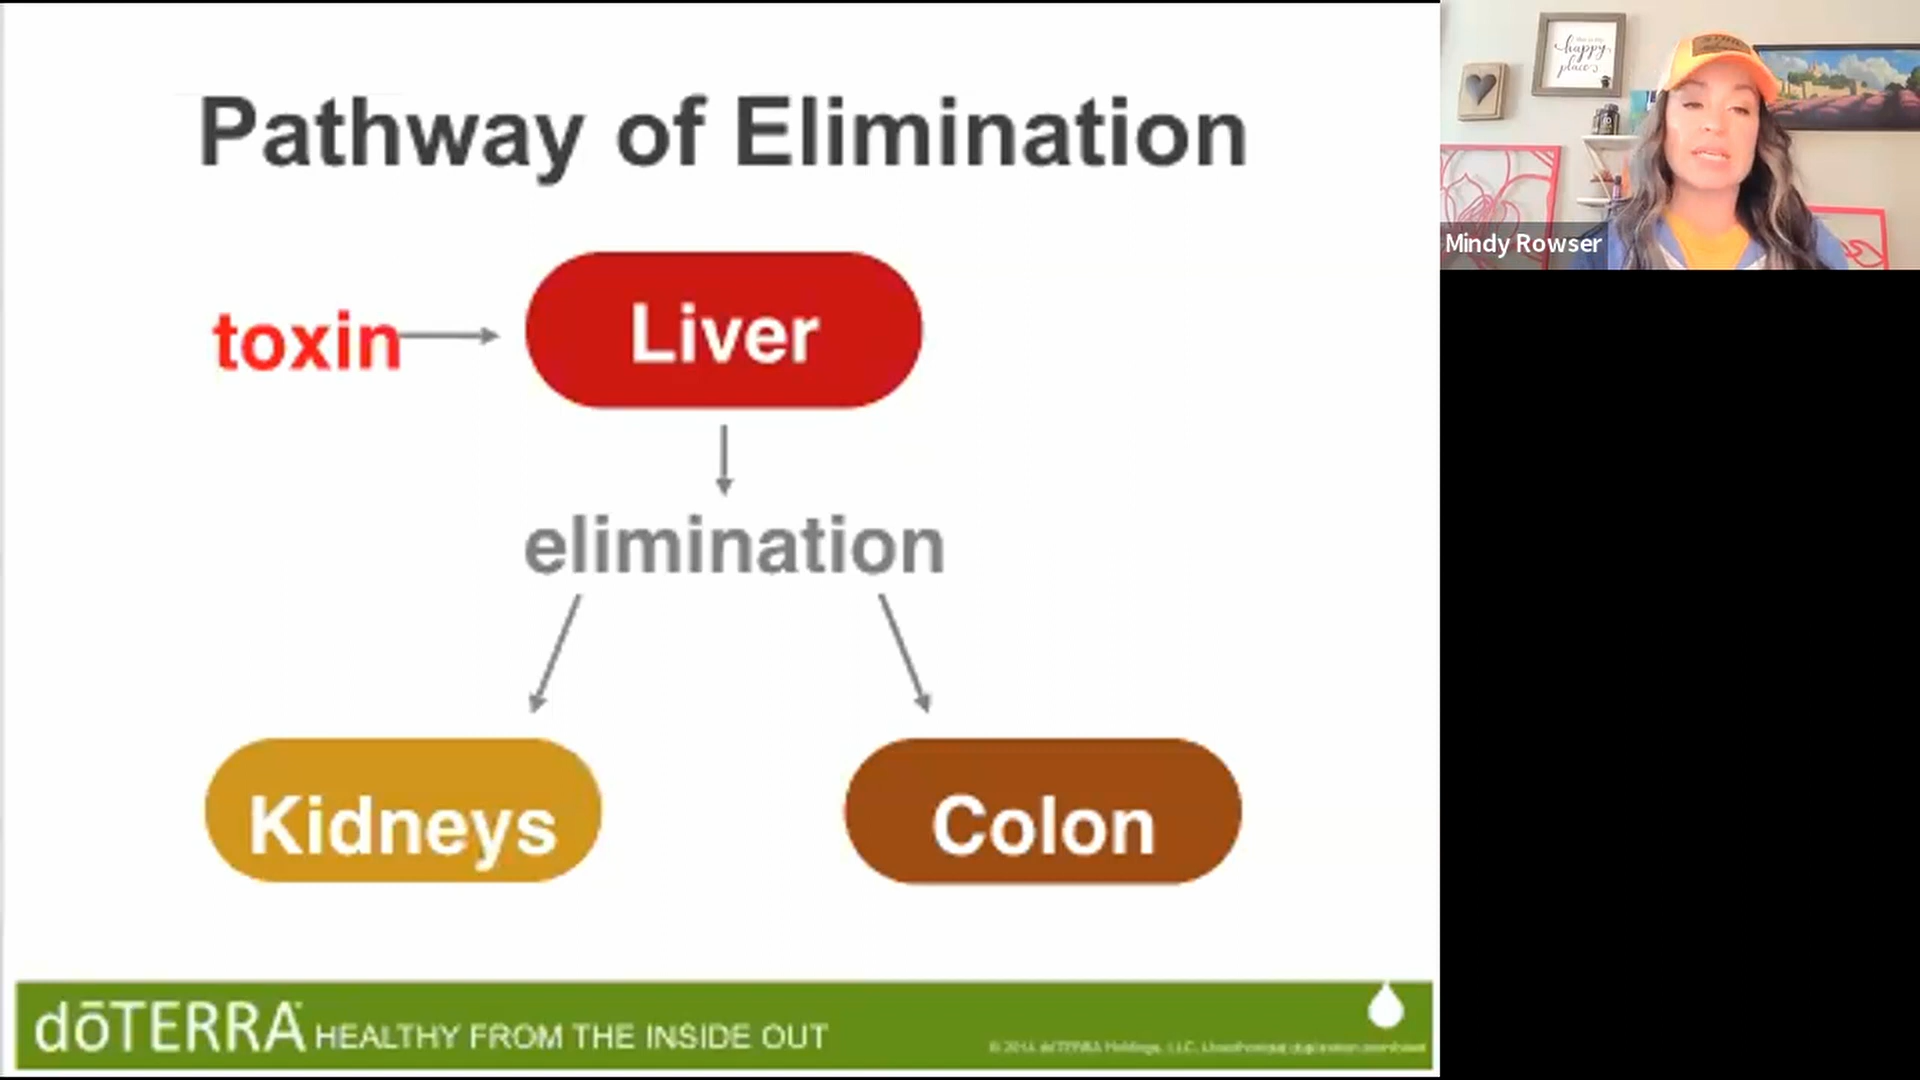 Pathway of Elimination
toxin
Liver
elimination
Kidneys
Colon
dōTERRA HEALTHY FROM THE INSIDE OUT
happy
place
Mindy Rowser